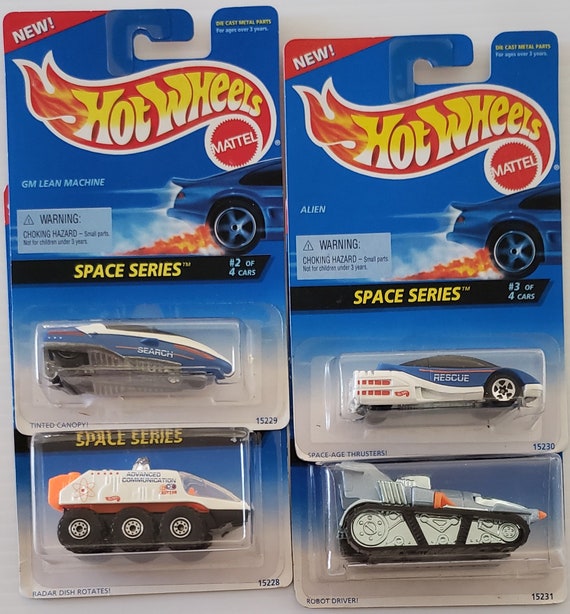 NEW!
DIE CAST METAL PARTS
For ages over 3 years.
HOT WHEELS
MATTEL
GM LEAN MACHINE
WARNING:
CHOKING HAZARD – Small parts.
Not for children under 3 years.
SPACE SERIES™
#2 OF
4 CARS
SEARCH
TINTED CANOPY!
15229
NEW!
DIE CAST METAL PARTS
For ages over 3 years.
HOT WHEELS
MATTEL
ALIEN
WARNING:
CHOKING HAZARD – Small parts.
Not for children under 3 years.
SPACE SERIES™
#3 OF
4 CARS
RESCUE
SPACE-AGE THRUSTERS!
15230
SPACE SERIES
ADVANCED
COMMUNICATION
RADAR DISH ROTATES!
15228
ROBOT DRIVER!
15231